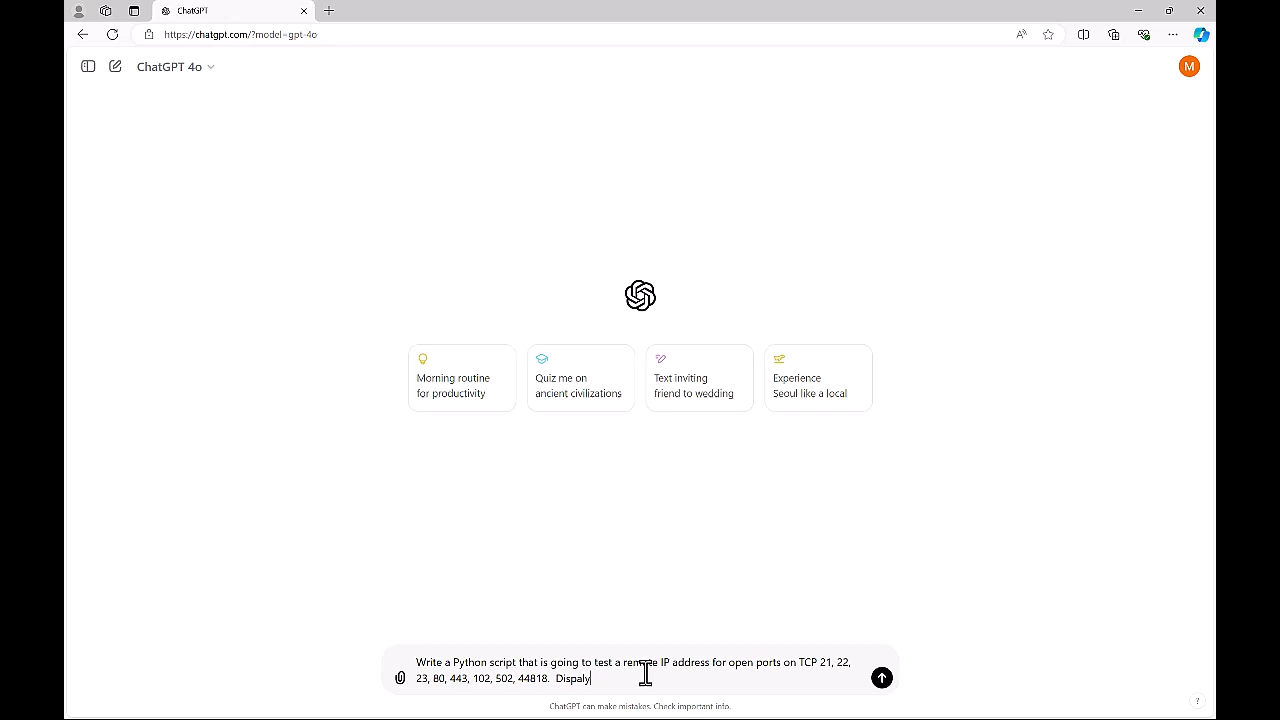 ChatGPT
https://chatgpt.com/?model=gpt-4o
ChatGPT 4o
M
Morning routine
for productivity
Quiz me on
ancient civilizations
Text inviting
friend to wedding
Experience
Seoul like a local
Write a Python script that is going to test a remote IP address for open ports on TCP 21, 22,
23, 80, 443, 102, 502, 44818.  Dispaly
ChatGPT can make mistakes. Check important info.
?